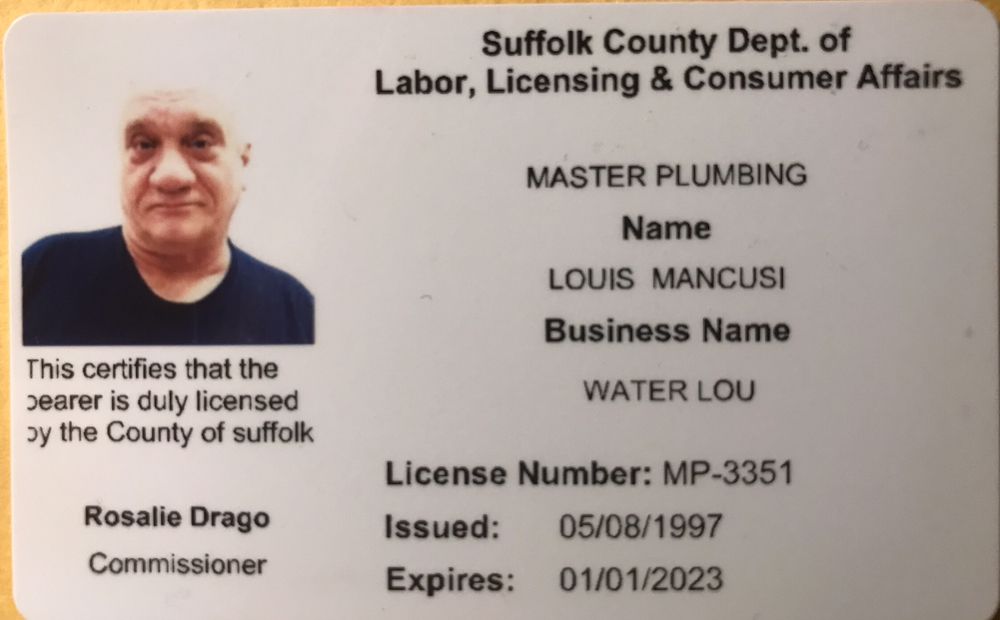 Suffolk County Dept. of
Labor, Licensing & Consumer Affairs
MASTER PLUMBING
Name
LOUIS MANCUSI
Business Name
WATER LOU
This certifies that the
bearer is duly licensed
by the County of suffolk
License Number: MP-3351
Rosalie Drago
Commissioner
Issued: 05/08/1997
Expires: 01/01/2023